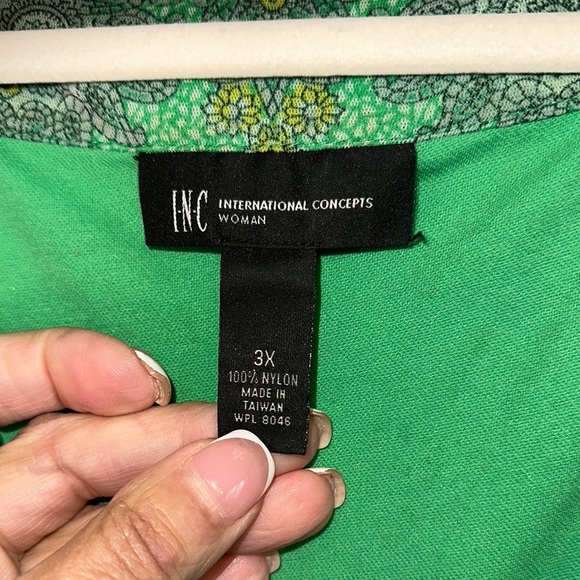 I·N·C INTERNATIONAL CONCEPTS
WOMAN
3X
100% NYLON
MADE IN
TAIWAN
WPL 8046